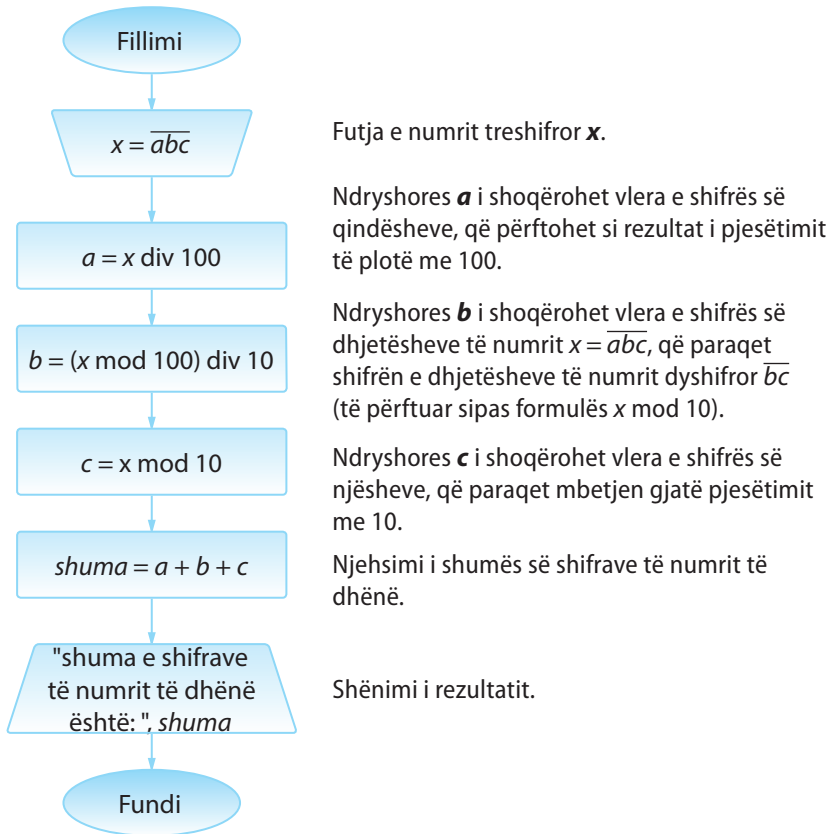 Fillimi
x = a̅b̅c̅
Futja e numrit treshifror x.
a = x div 100
Ndryshores a i shoqërohet vlera e shifrës së
qindësheve, që përftohet si rezultat i pjesëtimit
të plotë me 100.
b = (x mod 100) div 10
Ndryshores b i shoqërohet vlera e shifrës së
dhjetësheve të numrit x = a̅b̅c̅, që paraqet
shifrën e dhjetësheve të numrit dyshifror b̅c̅
(të përftuar sipas formulës x mod 10).
c = x mod 10
Ndryshores c i shoqërohet vlera e shifrës së
njësheve, që paraqet mbetjen gjatë pjesëtimit
me 10.
shuma = a + b + c
Njehsimi i shumës së shifrave të numrit të
dhënë.
"shuma e shifrave
të numrit të dhënë
është: ", shuma
Shënimi i rezultatit.
Fundi